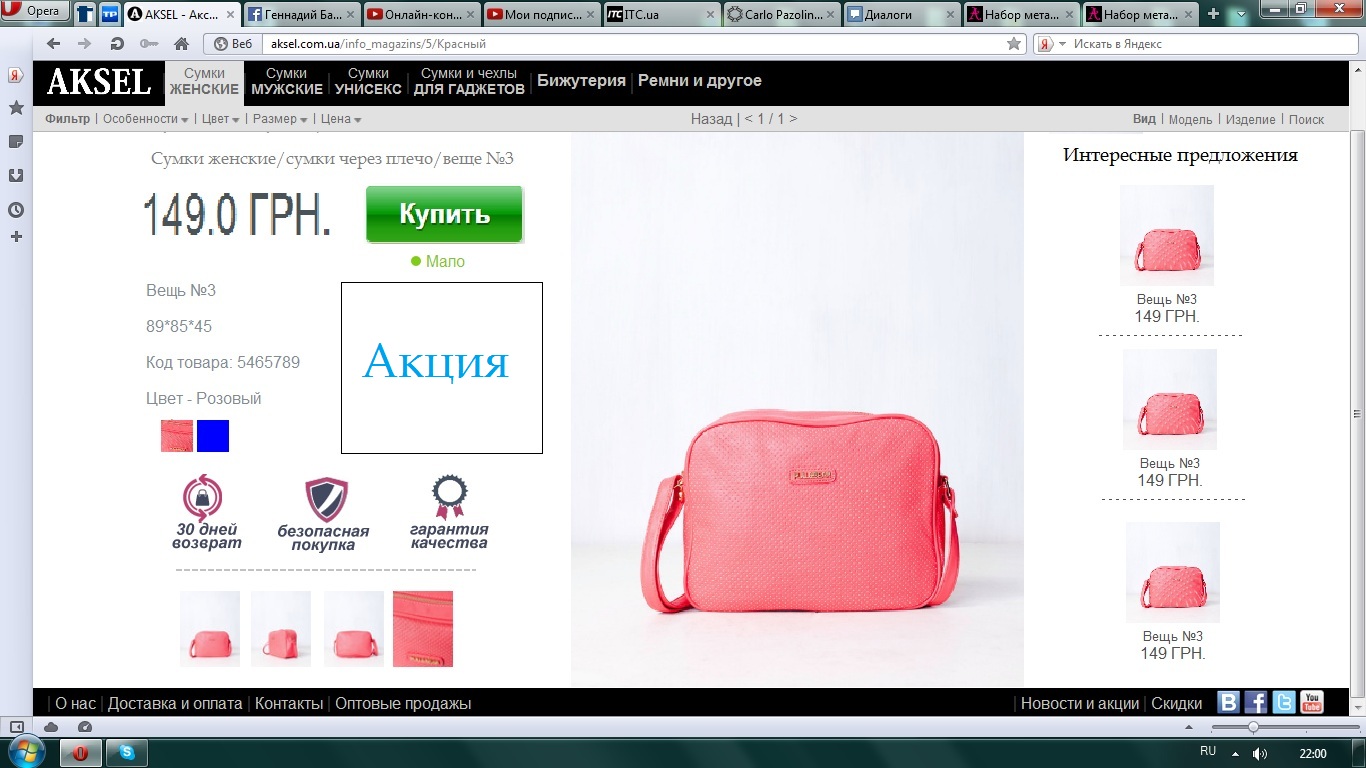 Opera
AKSEL - Акс...
Геннадий Ба...
Онлайн-кон...
Мои подпис...
ITC ITC.ua
Carlo Pazolin...
Диалоги
Набор мета...
Набор мета...
Веб
aksel.com.ua/info_magazins/5/Красный
Искать в Яндекс
AKSEL
Сумки
ЖЕНСКИЕ
Сумки
МУЖСКИЕ
Сумки
УНИСЕКС
Сумки и чехлы
ДЛЯ ГАДЖЕТОВ
Бижутерия
Ремни и другое
Фильтр | Особенности | Цвет | Размер | Цена
Назад | < 1 / 1 >
Вид | Модель | Изделие | Поиск
Сумки женские/сумки через плечо/веще №3
149.0 ГРН.
Купить
Мало
Вещь №3
89*85*45
Код товара: 5465789
Цвет - Розовый
Акция
30 дней
возврат
безопасная
покупка
гарантия
качества
Интересные предложения
Вещь №3
149 ГРН.
Вещь №3
149 ГРН.
Вещь №3
149 ГРН.
| О нас | Доставка и оплата | Контакты | Оптовые продажы
| Новости и акции | Скидки
You
Tube
RU
22:00